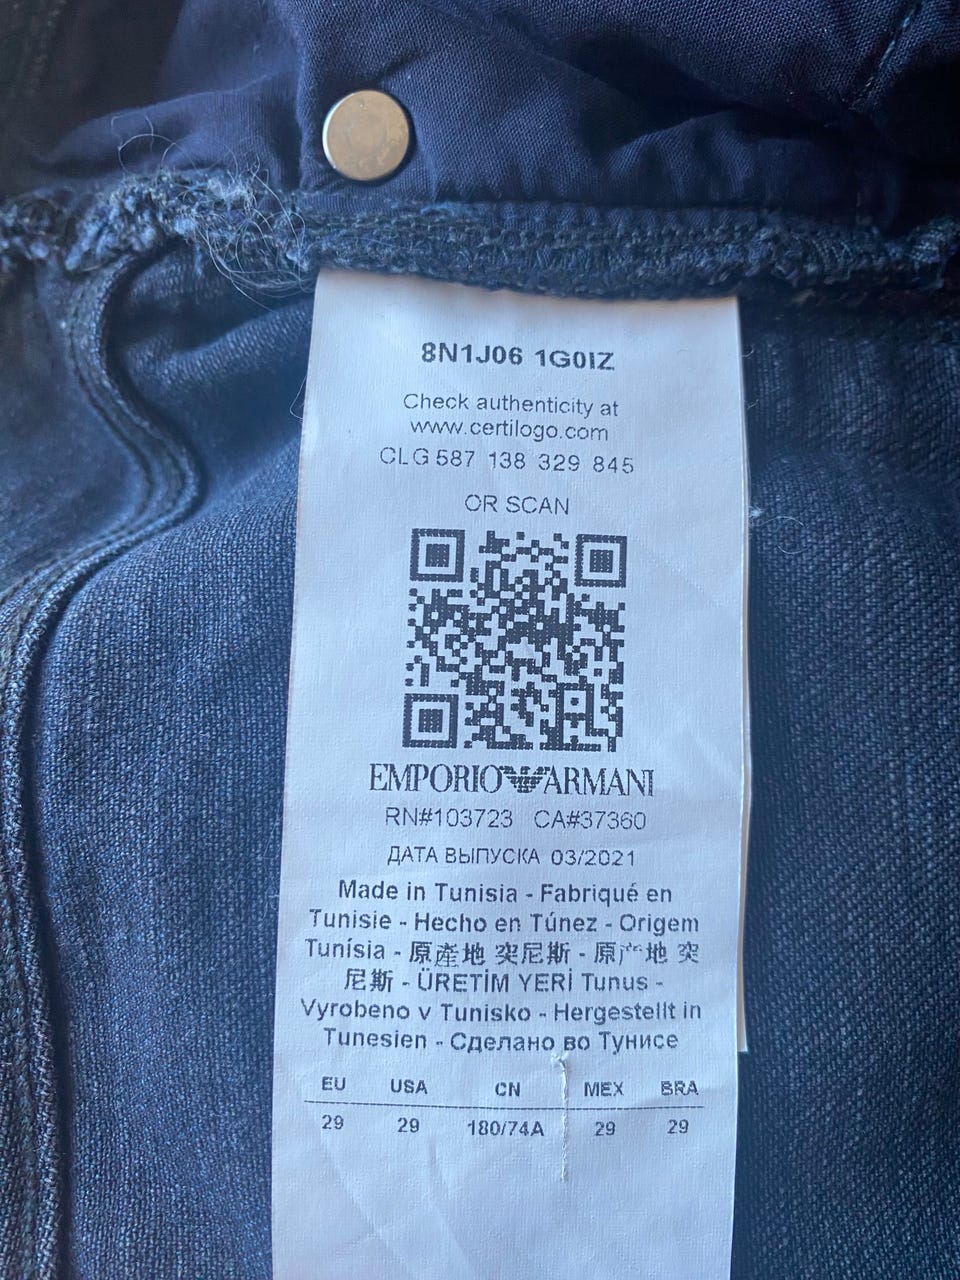 8N1J06 1G0IZ
Check authenticity at
www.certilogo.com
CLG 587 138 329 845
OR SCAN
EMPORIO ARMANI
RN#103723 CA#37360
ДАТА ВЫПУСКА 03/2021
Made in Tunisia - Fabriqué en
Tunisie - Hecho en Túnez - Origem
Tunísia - 原產地 突尼斯 - 原产地 突
尼斯 - ÜRETİM YERİ Tunus -
Vyrobeno v Tunisko - Hergestellt in
Tunesien - Сделано во Тунисе
EU USA CN MEX BRA
29 29 180/74A 29 29